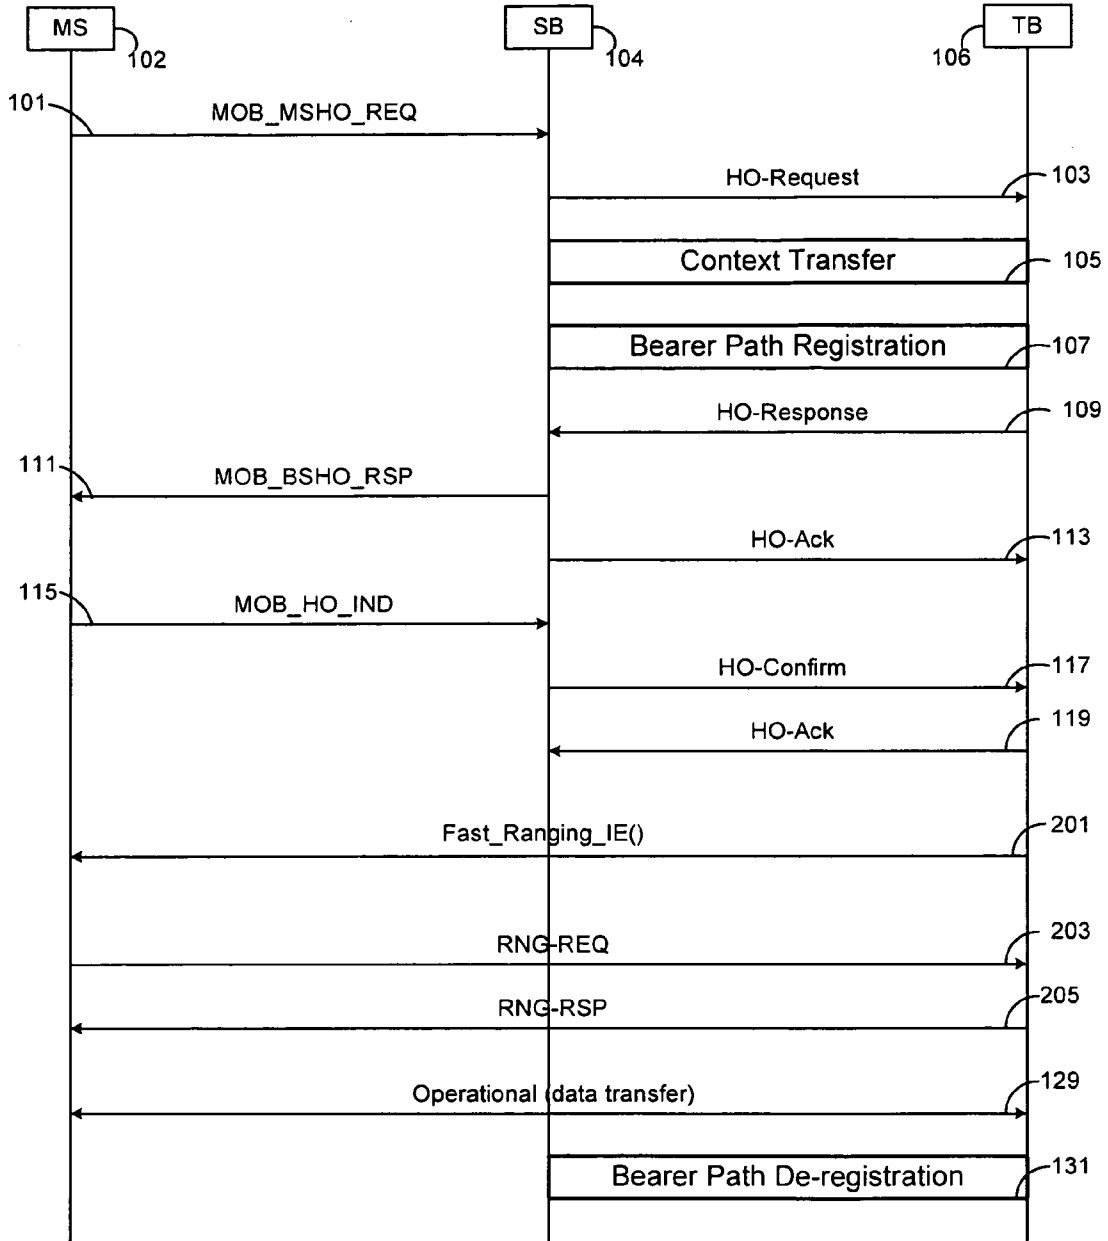 MS
SB
TB
102
104
106
101
MOB_MSHO_REQ
HO-Request
103
Context Transfer
105
Bearer Path Registration
107
HO-Response
109
111
MOB_BSHO_RSP
HO-Ack
113
115
MOB_HO_IND
HO-Confirm
117
HO-Ack
119
Fast_Ranging_IE()
201
RNG-REQ
203
RNG-RSP
205
Operational (data transfer)
129
Bearer Path De-registration
131